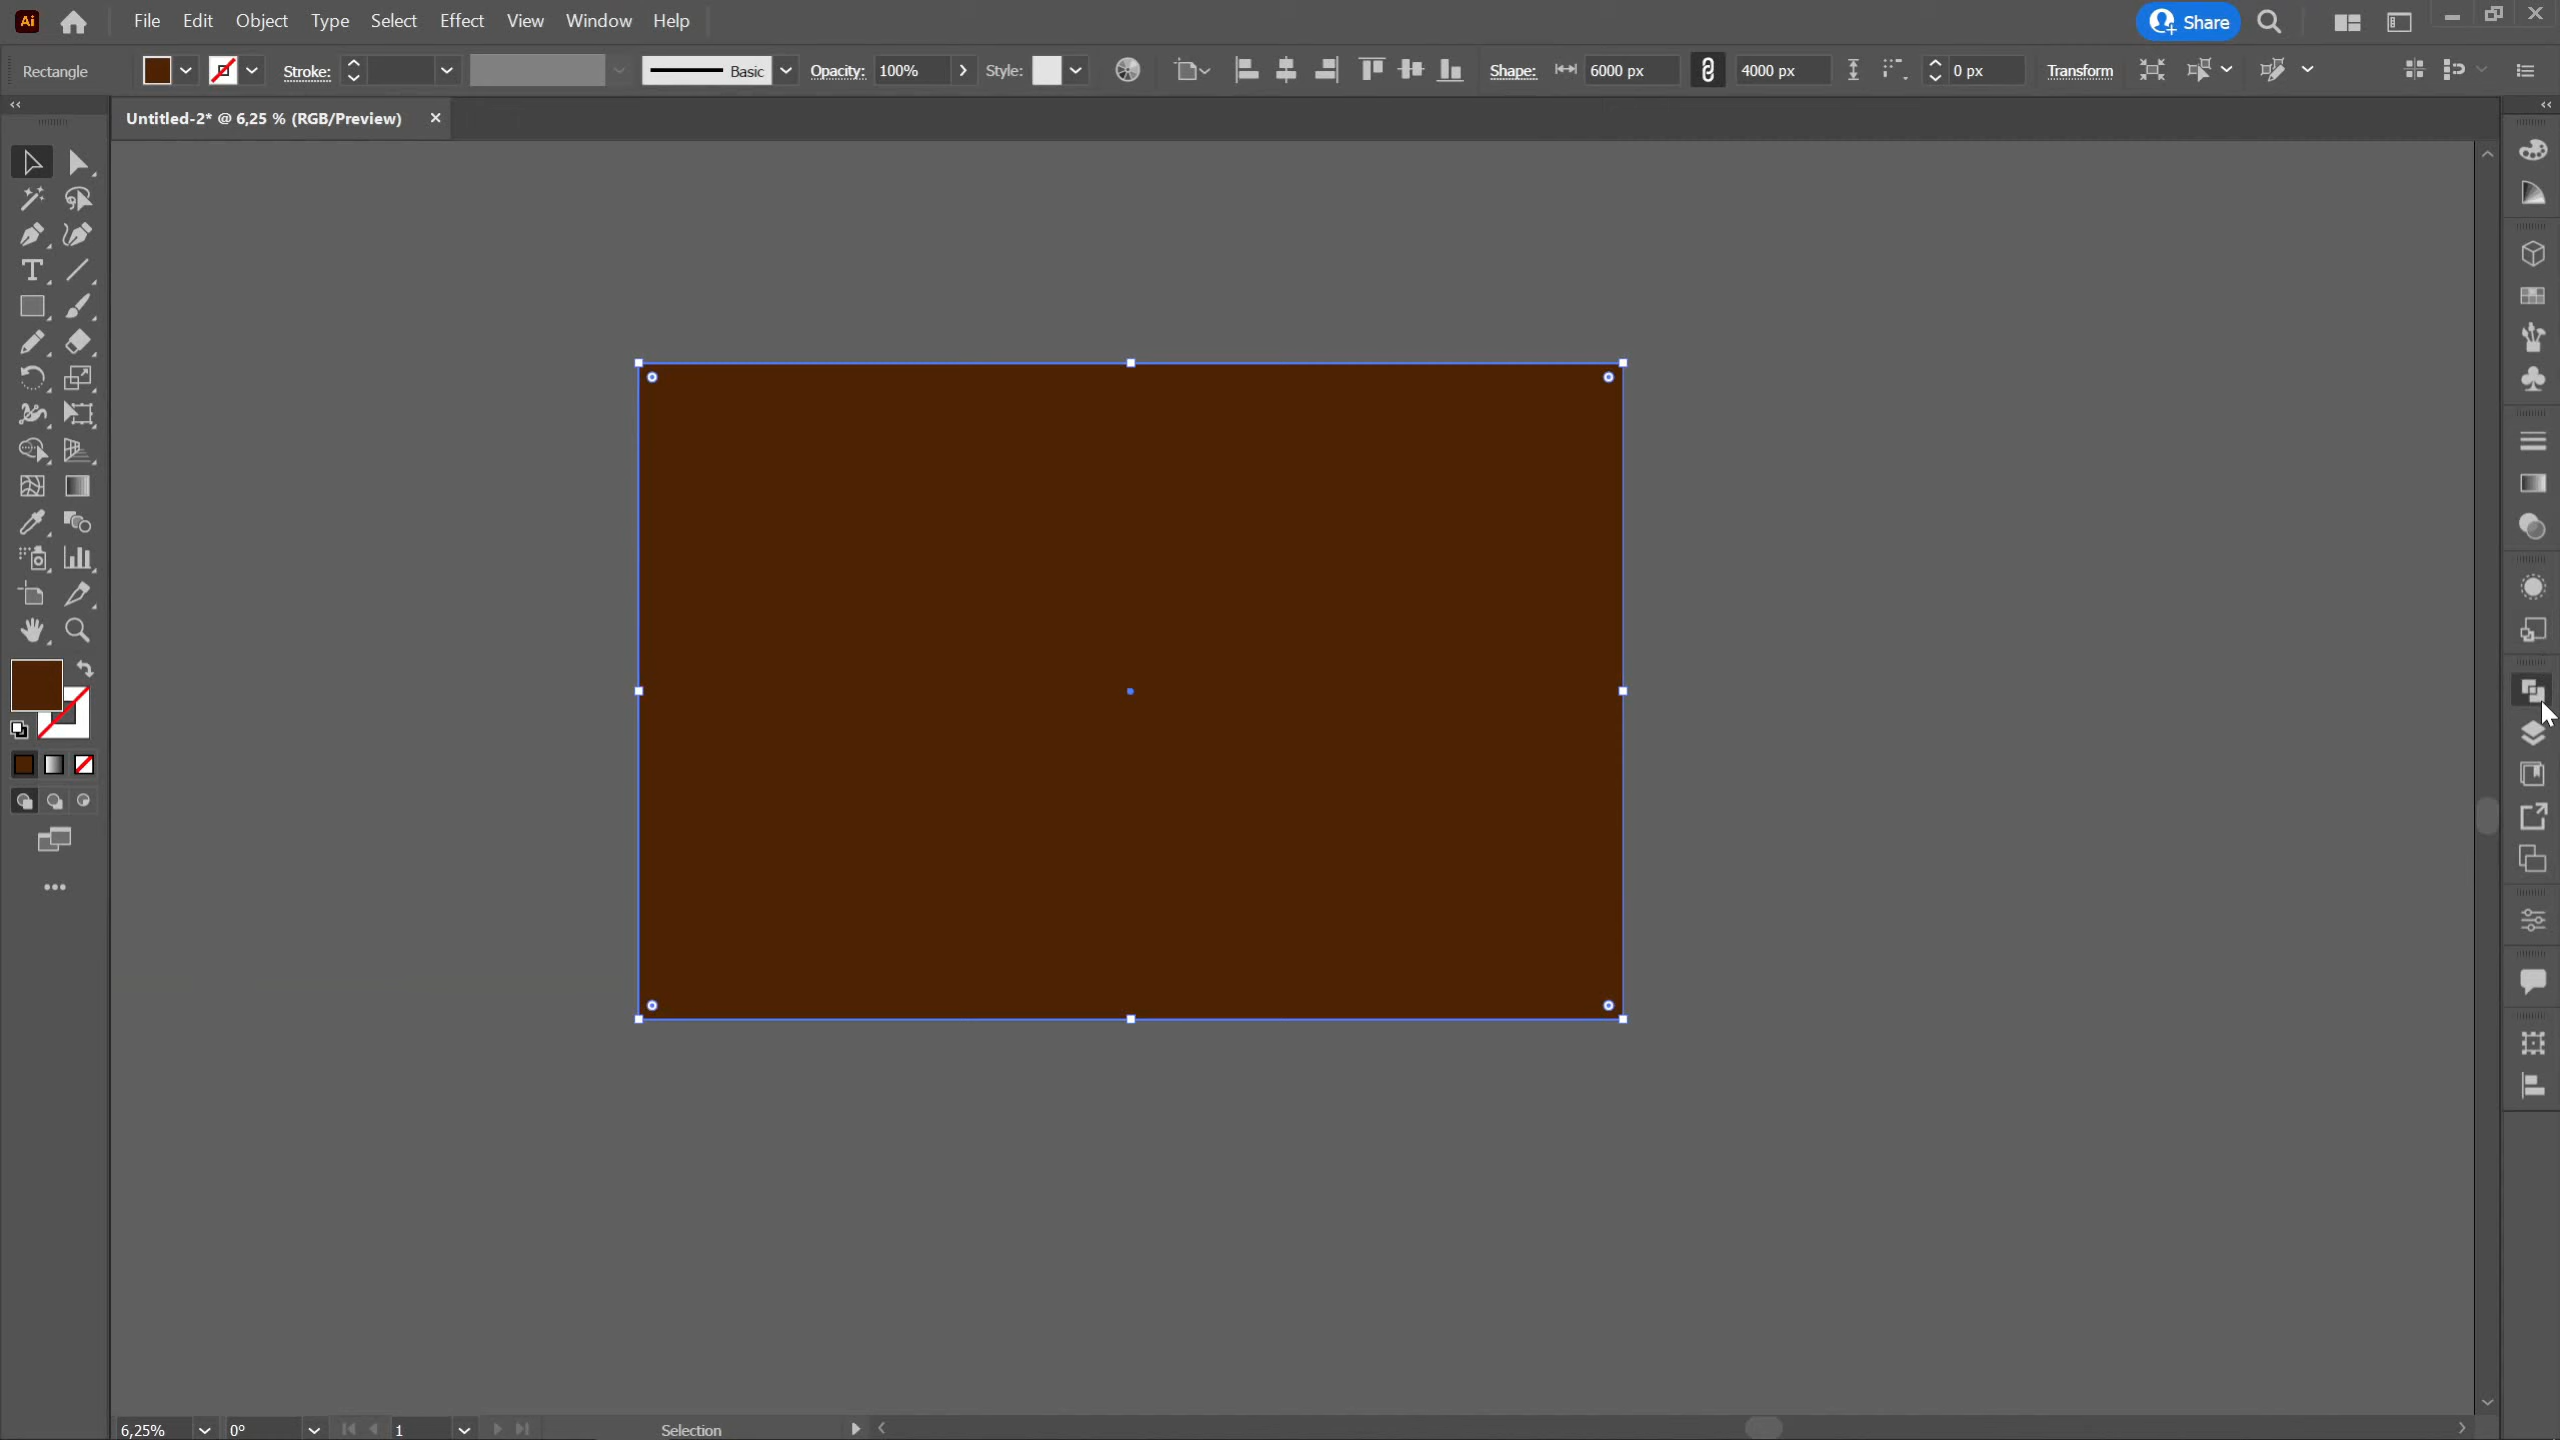 Ai File Edit Object Type Select Effect View Window Help Share
Rectangle Stroke: Basic Opacity: 100% Style: Shape: 6000 px 4000 px 0 px Transform
Untitled-2* @ 6,25 % (RGB/Preview)
6,25% 0° 1 Selection